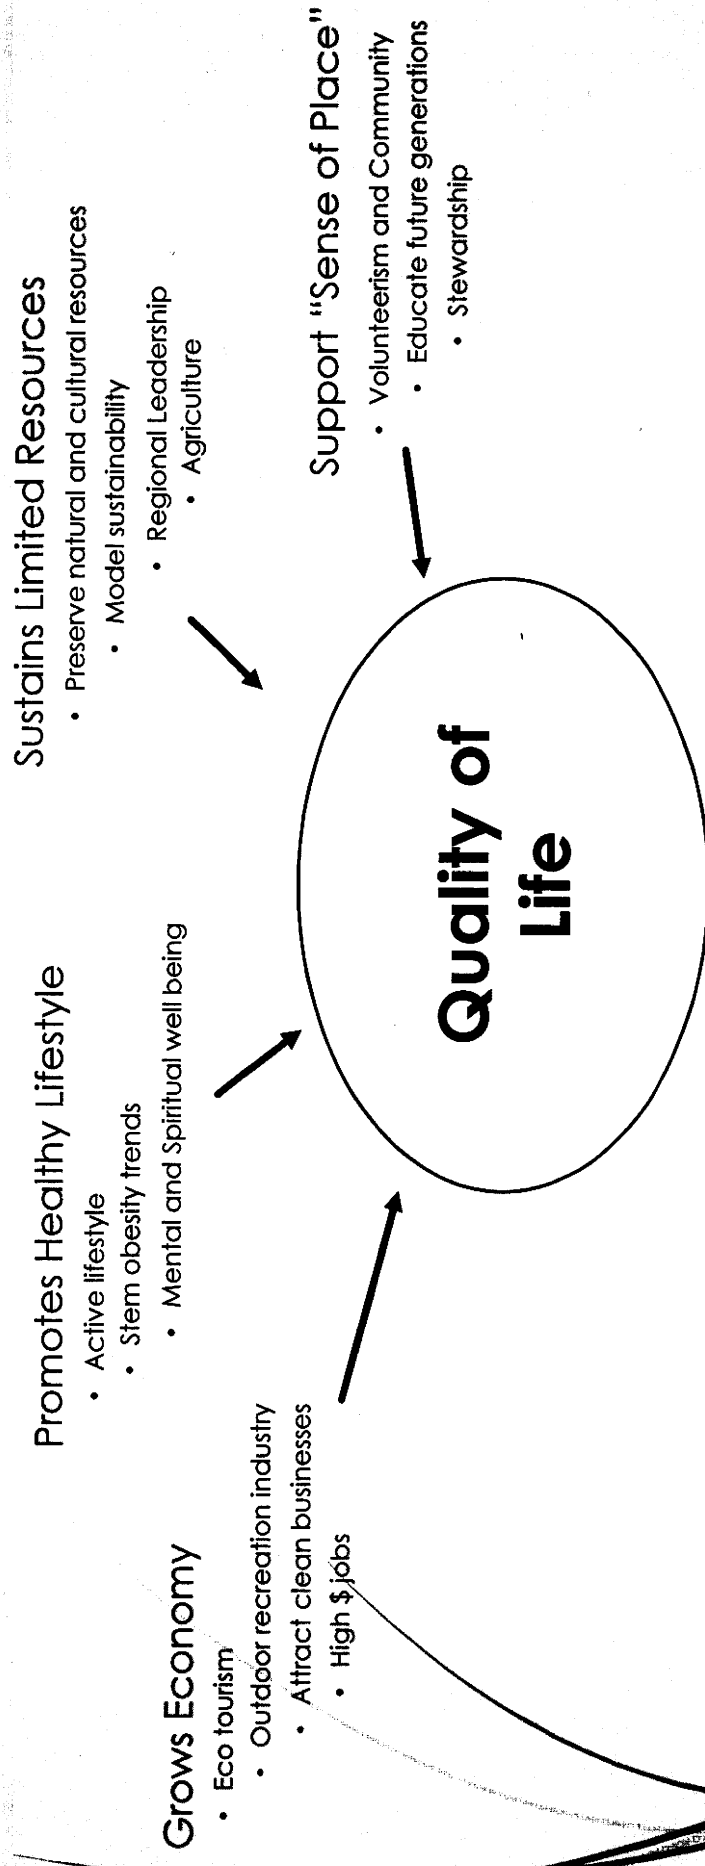 Grows Economy
• Eco tourism
• Outdoor recreation industry
• Attract clean businesses
• High $ jobs
Promotes Healthy Lifestyle
• Active lifestyle
• Stem obesity trends
• Mental and Spiritual well being
Sustains Limited Resources
• Preserve natural and cultural resources
• Model sustainability
• Regional Leadership
• Agriculture
Support "Sense of Place"
• Volunteerism and Community
• Educate future generations
• Stewardship
Quality of
Life